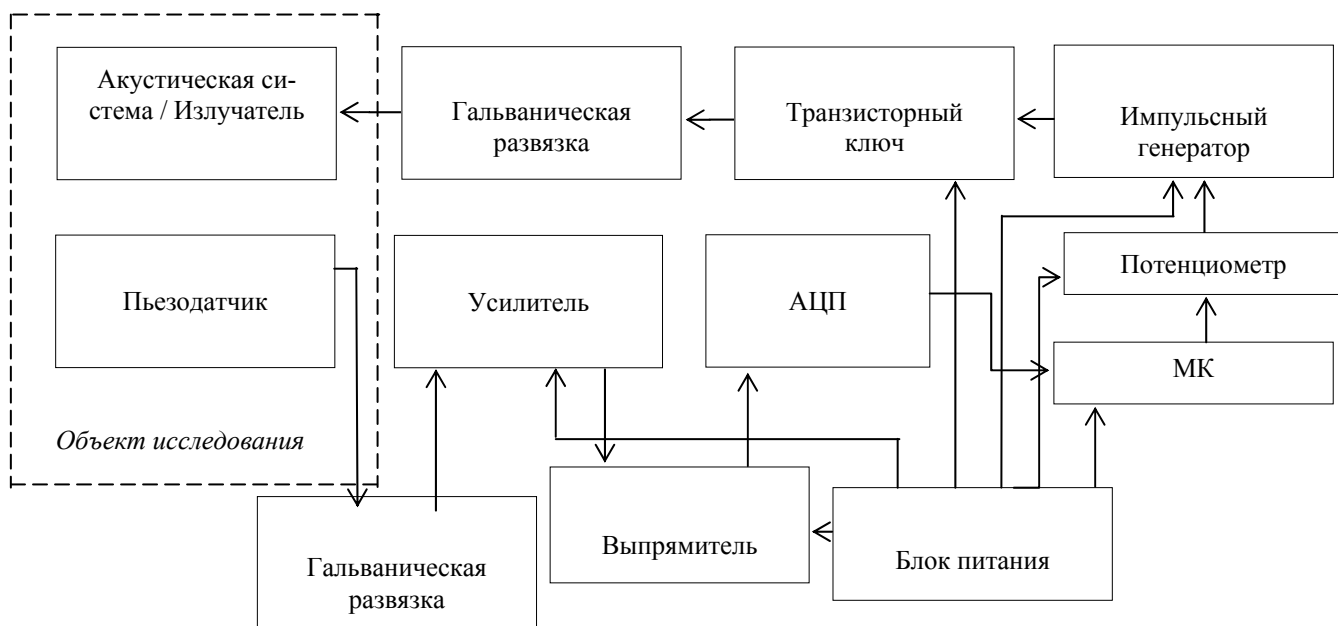 Акустическая си-
стема / Излучатель
Гальваническая
развязка
Транзисторный
ключ
Импульсный
генератор
Пьезодатчик
Усилитель
АЦП
Потенциометр
МК
Объект исследования
Гальваническая
развязка
Выпрямитель
Блок питания